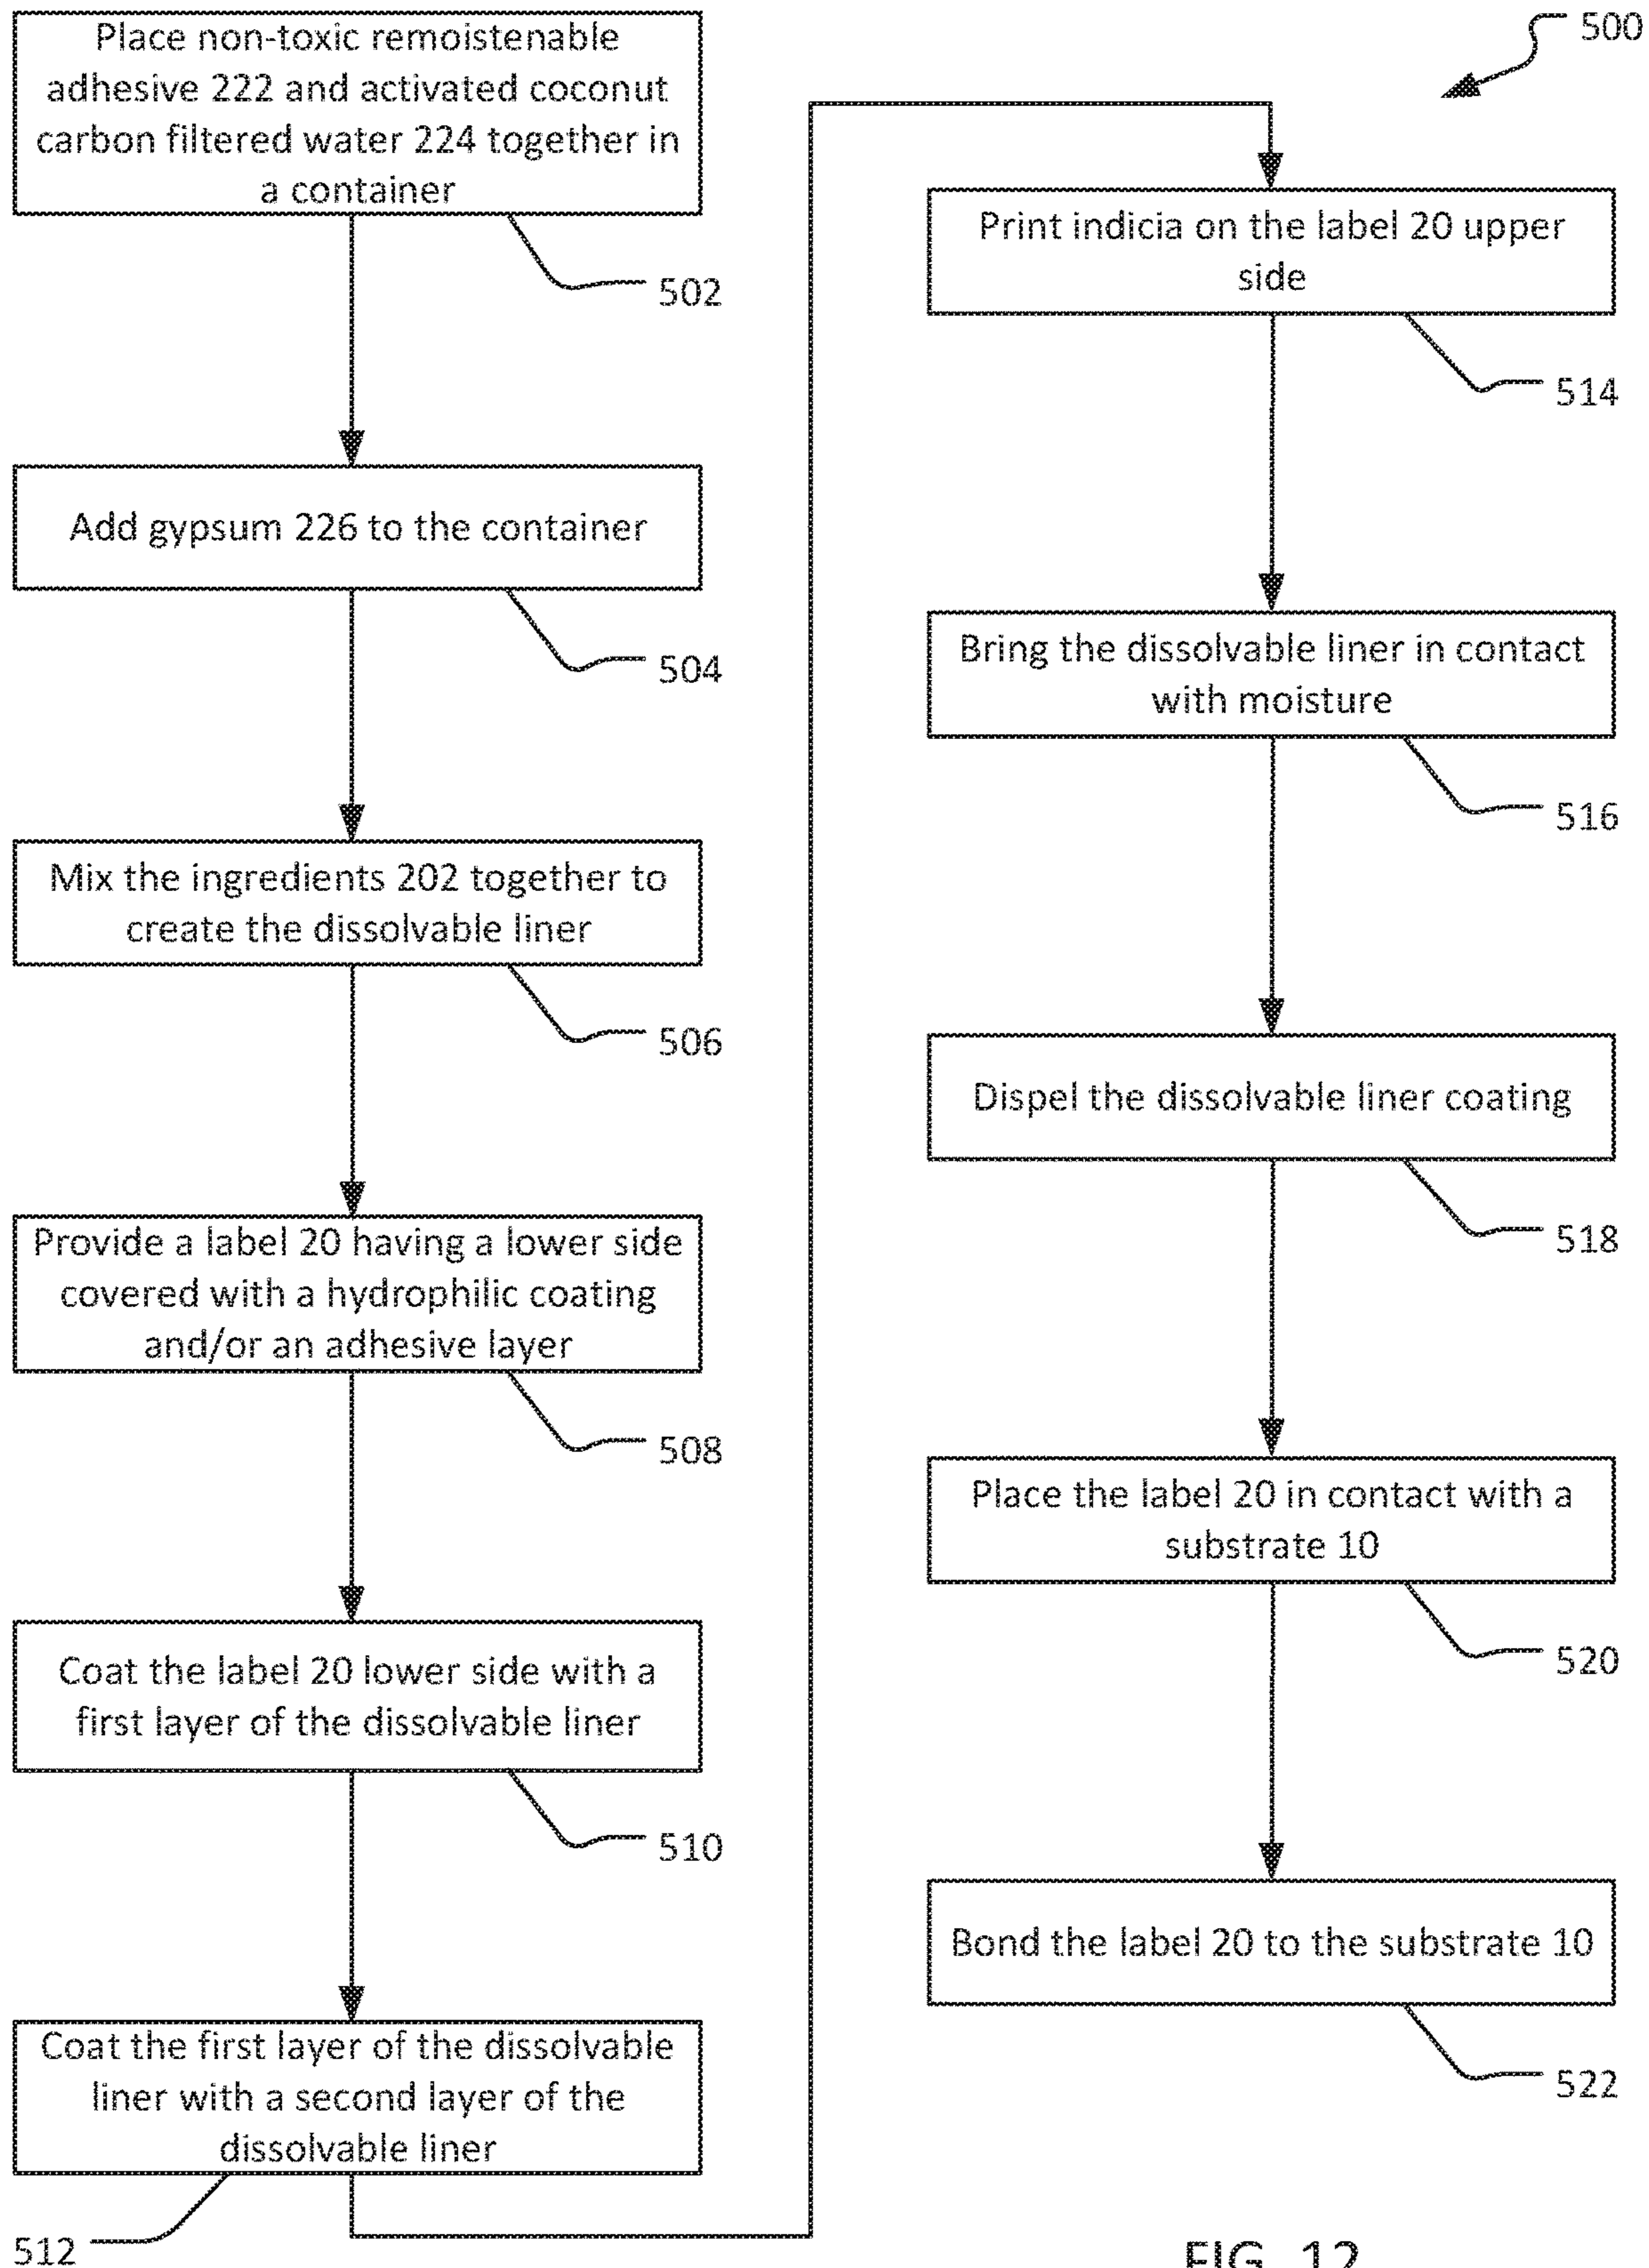 Place non-toxic remoistenable
adhesive 222 and activated coconut
carbon filtered water 224 together in
a container
502
Add gypsum 226 to the container
504
Mix the ingredients 202 together to
create the dissolvable liner
506
Provide a label 20 having a lower side
covered with a hydrophilic coating
and/or an adhesive layer
508
Coat the label 20 lower side with a
first layer of the dissolvable liner
510
Coat the first layer of the dissolvable
liner with a second layer of the
dissolvable liner
512
500
Print indicia on the label 20 upper
side
514
Bring the dissolvable liner in contact
with moisture
516
Dispel the dissolvable liner coating
518
Place the label 20 in contact with a
substrate 10
520
Bond the label 20 to the substrate 10
522
FIG. 12